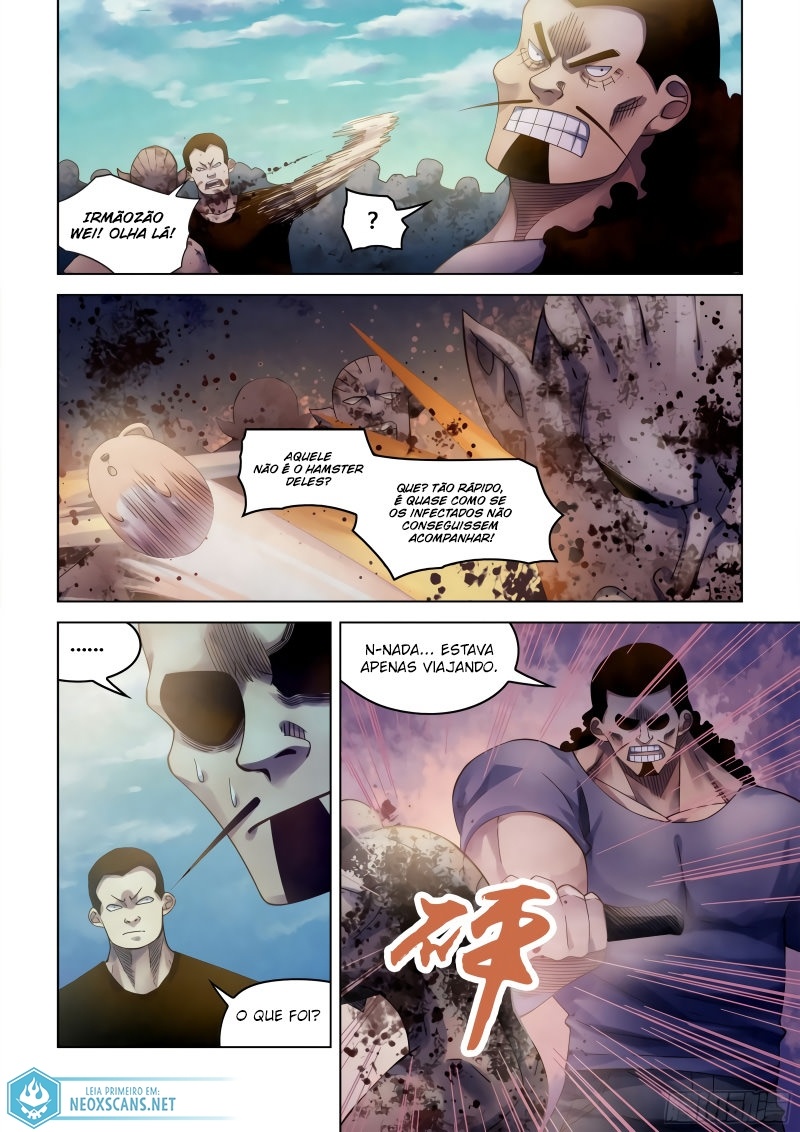 IRMÃOZÃO
WEI! OLHA LÁ!
?
AQUELE
NÃO É O HAMSTER
DELES?
QUE? TÃO RÁPIDO,
É QUASE COMO SE
OS INFECTADOS NÃO
CONSEGUISSEM
ACOMPANHAR!
......
O QUE FOI?
N-NADA... ESTAVA
APENAS VIAJANDO.
砰
LEIA PRIMEIRO EM:
NEOXSCANS.NET